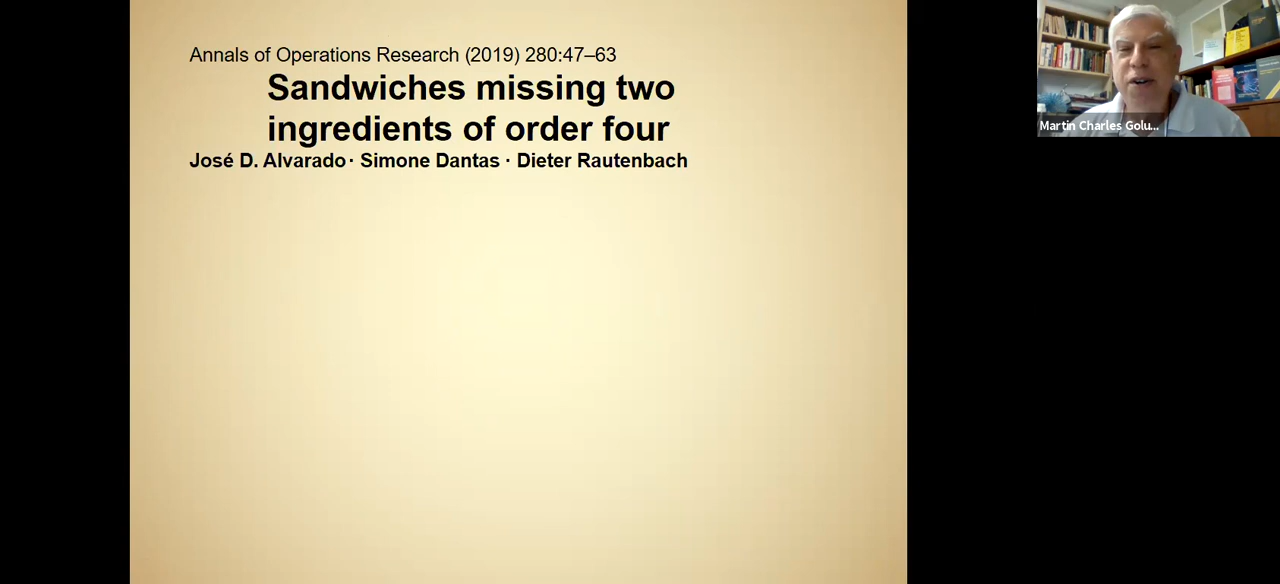 Annals of Operations Research (2019) 280:47–63
Sandwiches missing two
ingredients of order four
José D. Alvarado · Simone Dantas · Dieter Rautenbach
Martin Charles Golu...